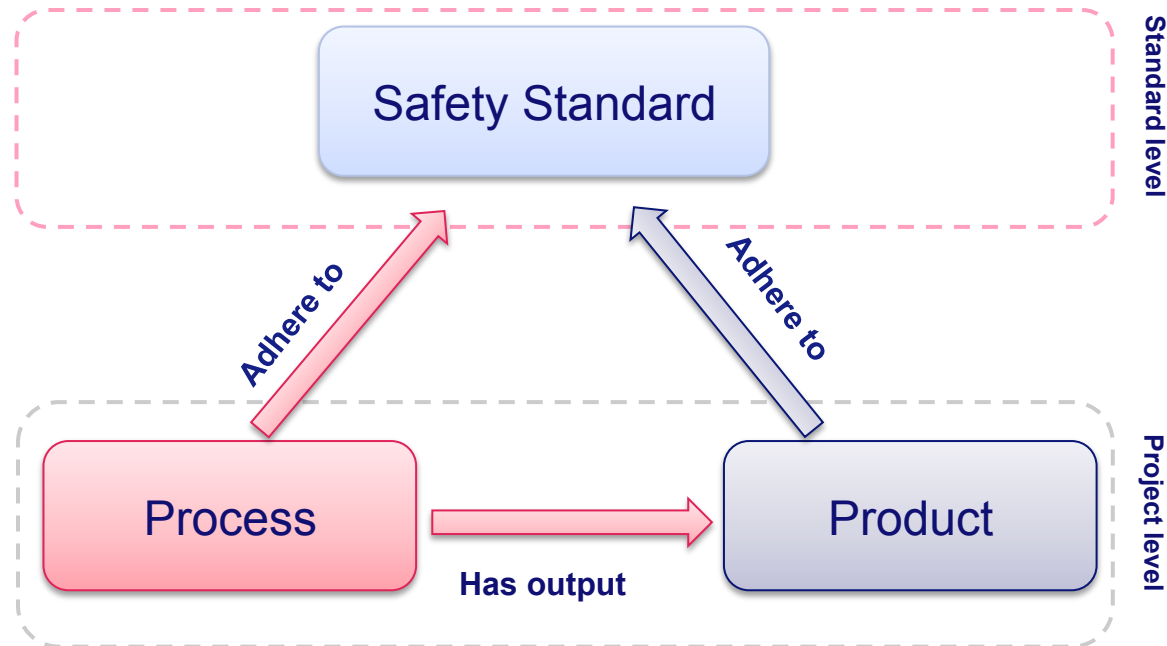 Safety Standard
Standard level
Adhere to
Adhere to
Process
Has output
Product
Project level